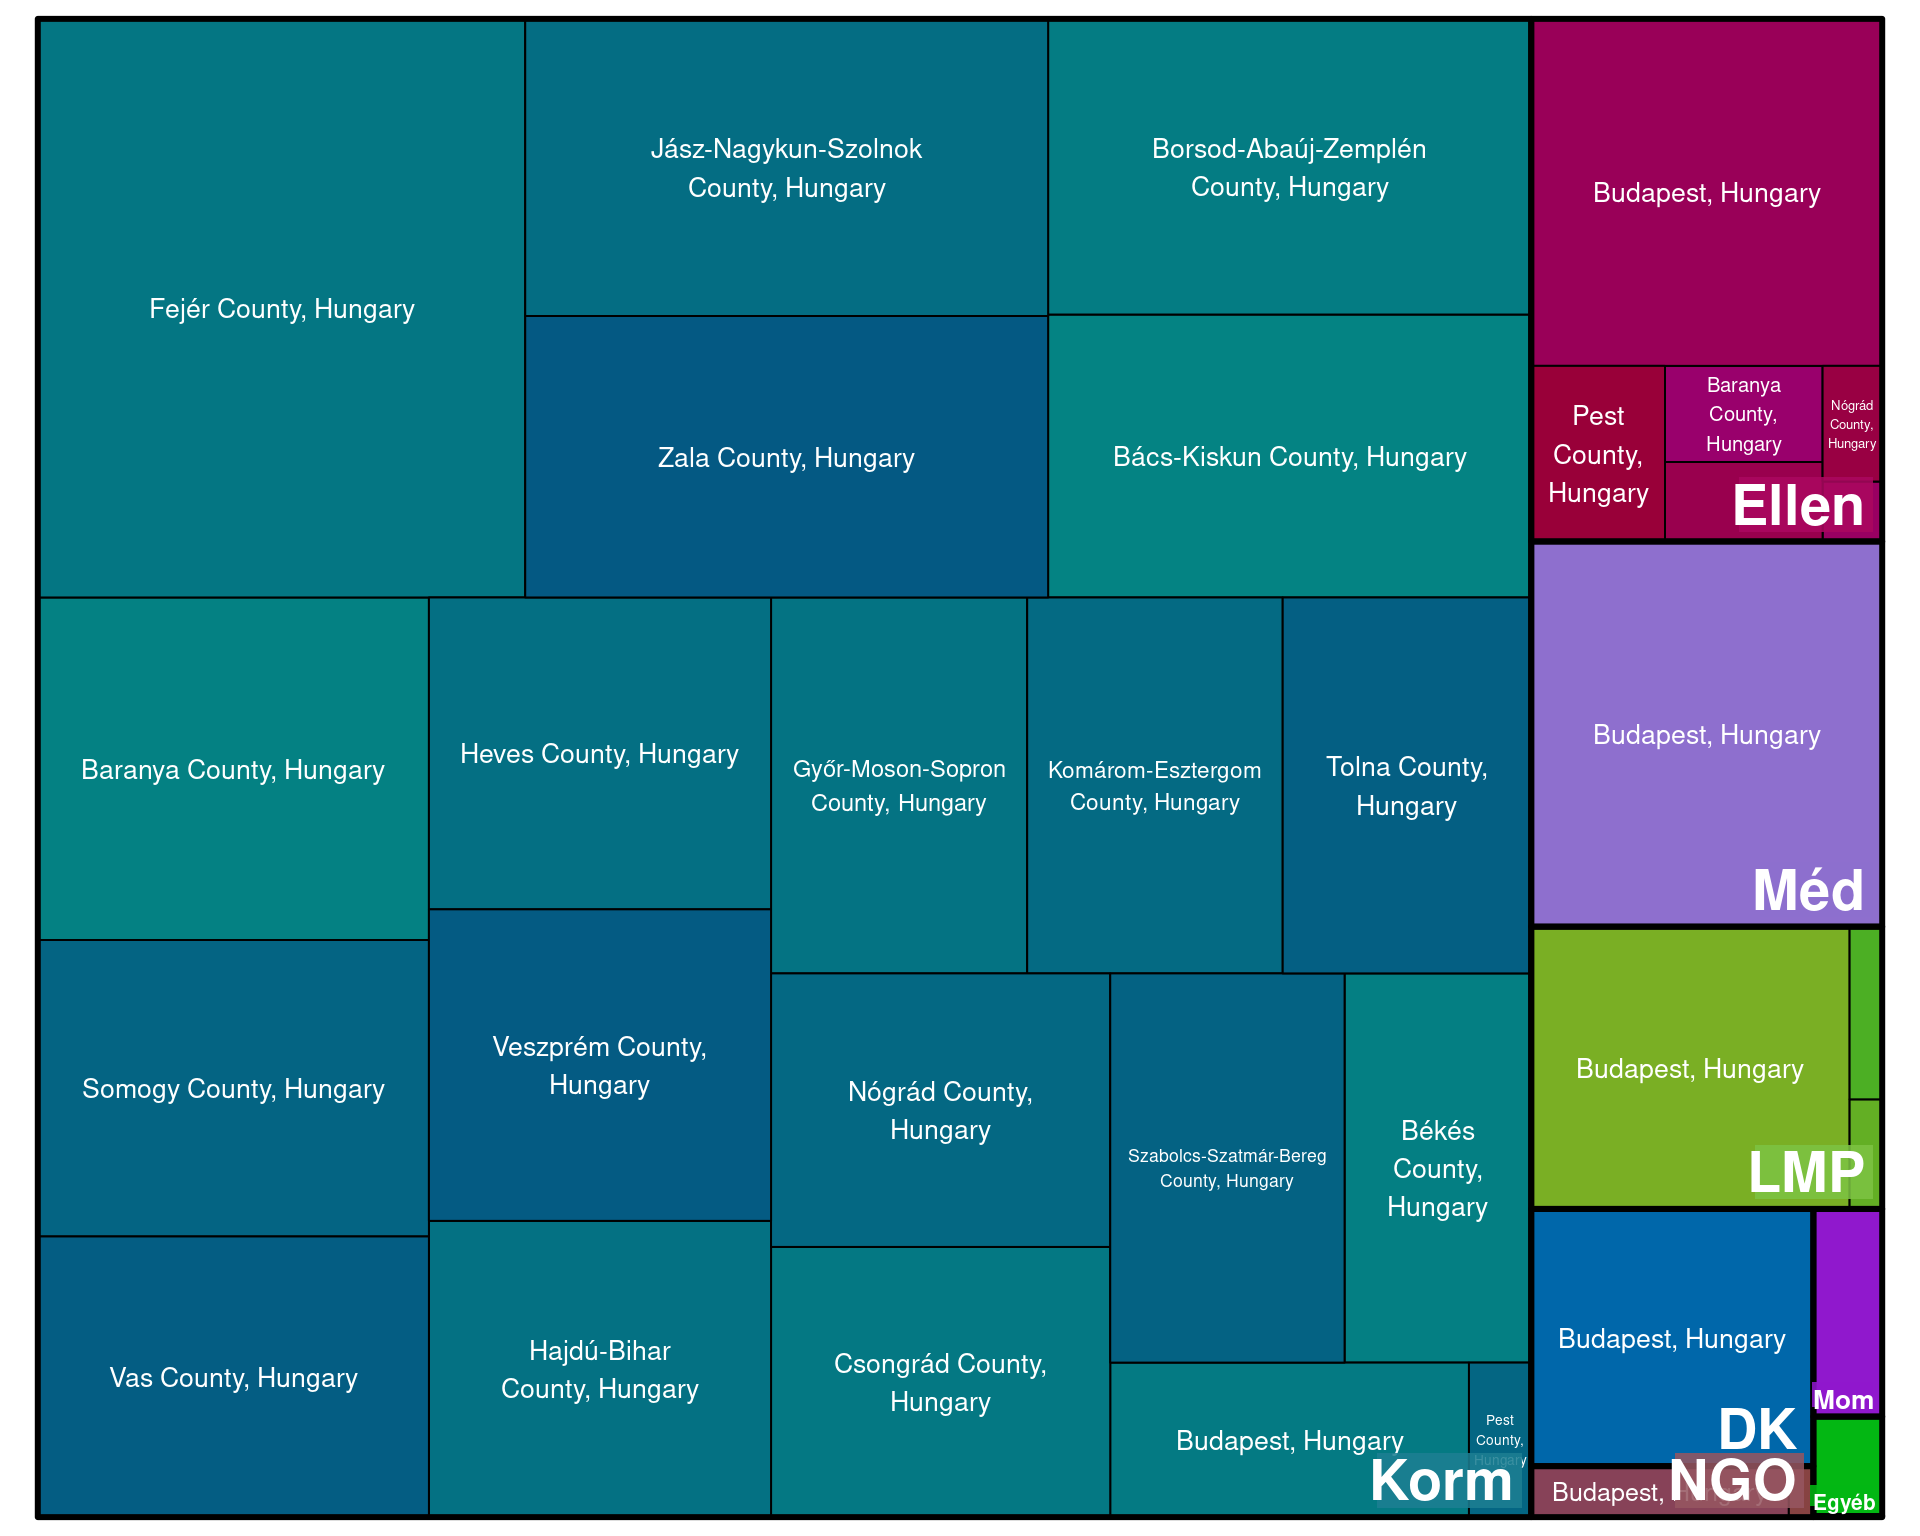 Fejér County, Hungary
Jász-Nagykun-Szolnok
County, Hungary
Borsod-Abaúj-Zemplén
County, Hungary
Zala County, Hungary
Bács-Kiskun County, Hungary
Baranya County, Hungary
Heves County, Hungary
Győr-Moson-Sopron
County, Hungary
Komárom-Esztergom
County, Hungary
Tolna County,
Hungary
Somogy County, Hungary
Veszprém County,
Hungary
Nógrád County,
Hungary
Szabolcs-Szatmár-Bereg
County, Hungary
Békés
County,
Hungary
Vas County, Hungary
Hajdú-Bihar
County, Hungary
Csongrád County,
Hungary
Budapest, Hungary
Pest
County,
Hungary
Korm
Budapest, Hungary
Pest
County,
Hungary
Baranya
County,
Hungary
Nógrád
County,
Hungary
Ellen
Budapest, Hungary
Méd
Budapest, Hungary
LMP
Budapest, Hungary
DK
Mom
Budapest, Hungary
NGO
Egyéb